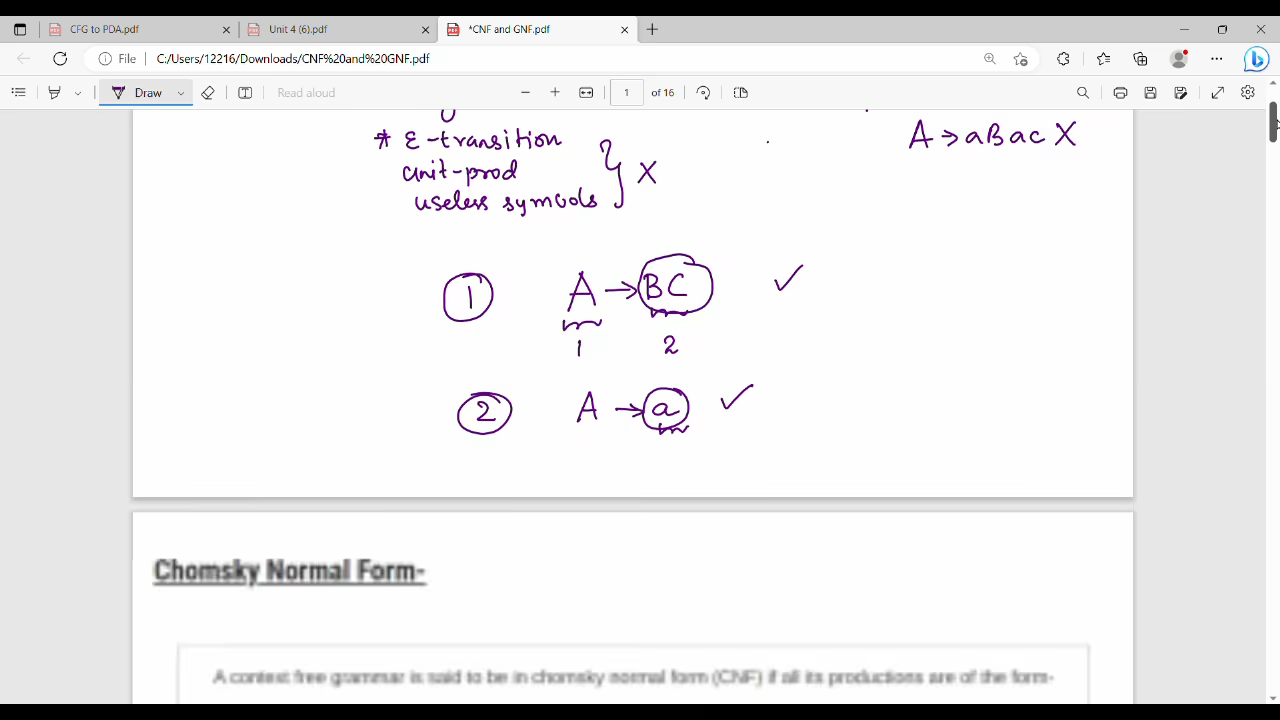 CFG to PDA.pdf
Unit 4 (6).pdf
*CNF and GNF.pdf
File
C:/Users/12216/Downloads/CNF%20and%20GNF.pdf
Draw
Read aloud
1
of 16
* ε-transition
unit-prod
useless symbols
} X
A → aBac X
1 A → BC ✓
1 2
2 A → a ✓
Chomsky Normal Form-
A context free grammar is said to be in chomsky normal form (CNF) if all its productions are of the form-